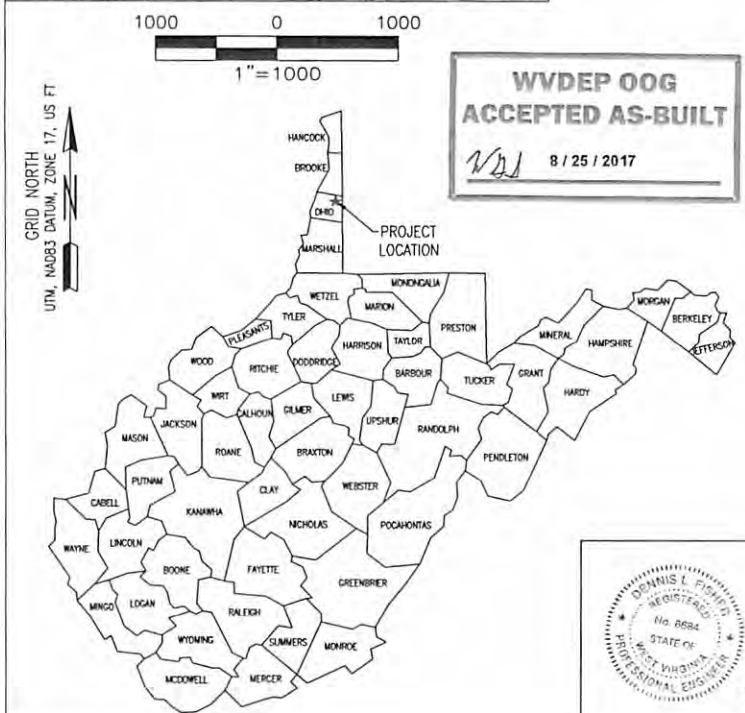 1000 0 1000
1"=1000
GRID NORTH
UTM, NAD83 DATUM, ZONE 17, US FT
N
WVDEP OOG
ACCEPTED AS-BUILT
8 / 25 / 2017
HANCOCK
BROOKE
OHIO
PROJECT
LOCATION
MARSHALL
WETZEL
MONONGALIA
MARION
PRESTON
TYLER
PLEASANTS
MORGAN
BERKELEY
JEFFERSON
MINERAL
HAMPSHIRE
WOOD
RITCHIE
DODDRIDGE
HARRISON
TAYLOR
BARBOUR
TUCKER
GRANT
HARDY
WIRT
CALHOUN
GILMER
LEWIS
UPSHUR
RANDOLPH
PENDLETON
MASON
JACKSON
ROANE
BRAXTON
WEBSTER
POCAHONTAS
PUTNAM
CABELL
KANAWHA
CLAY
NICHOLAS
WAYNE
LINCOLN
BOONE
FAYETTE
GREENBRIER
MINGO
LOGAN
RALEIGH
WYOMING
SUMMERS
MONROE
MCDOWELL
MERCER
DENNIS L. FISHER
REGISTERED
No. 8684
STATE OF
WEST VIRGINIA
PROFESSIONAL ENGINEER